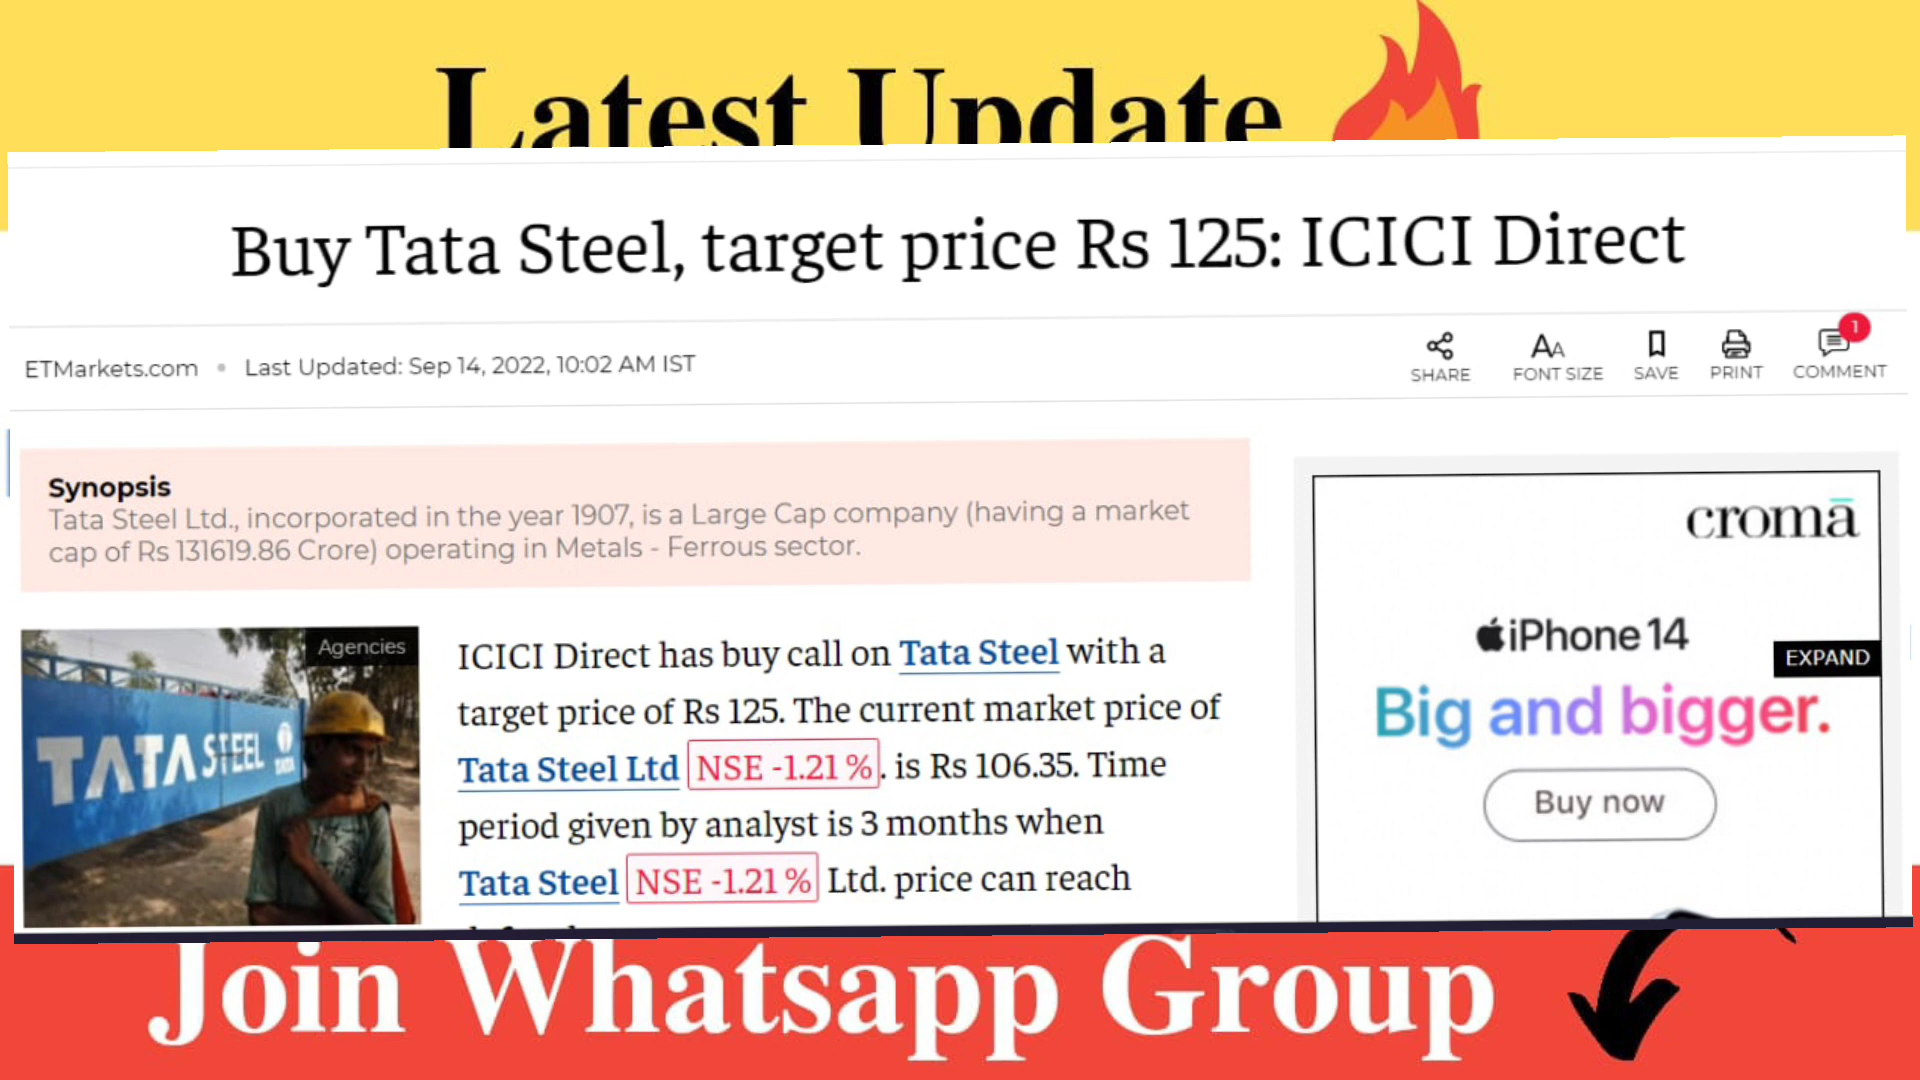 Latest Update
Buy Tata Steel, target price Rs 125: ICICI Direct
ETMarkets.com • Last Updated: Sep 14, 2022, 10:02 AM IST
SHARE
FONT SIZE
SAVE
PRINT
1
COMMENT
Synopsis
Tata Steel Ltd., incorporated in the year 1907, is a Large Cap company (having a market
cap of Rs 131619.86 Crore) operating in Metals - Ferrous sector.
Agencies
TATA STEEL
TATA
ICICI Direct has buy call on Tata Steel with a
target price of Rs 125. The current market price of
Tata Steel Ltd NSE -1.21 % . is Rs 106.35. Time
period given by analyst is 3 months when
Tata Steel NSE -1.21 % Ltd. price can reach
cromā
iPhone 14
EXPAND
Big and bigger.
Buy now
Join Whatsapp Group